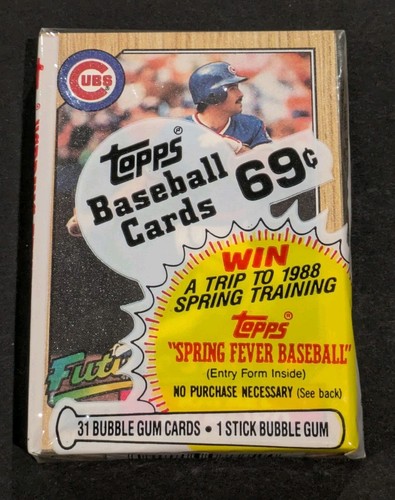 CUBS
Topps®
Baseball
Cards 69¢
WIN
A TRIP TO 1988
SPRING TRAINING
Topps®
"SPRING FEVER BASEBALL"
(Entry Form Inside)
NO PURCHASE NECESSARY (See back)
Futu
31 BUBBLE GUM CARDS • 1 STICK BUBBLE GUM